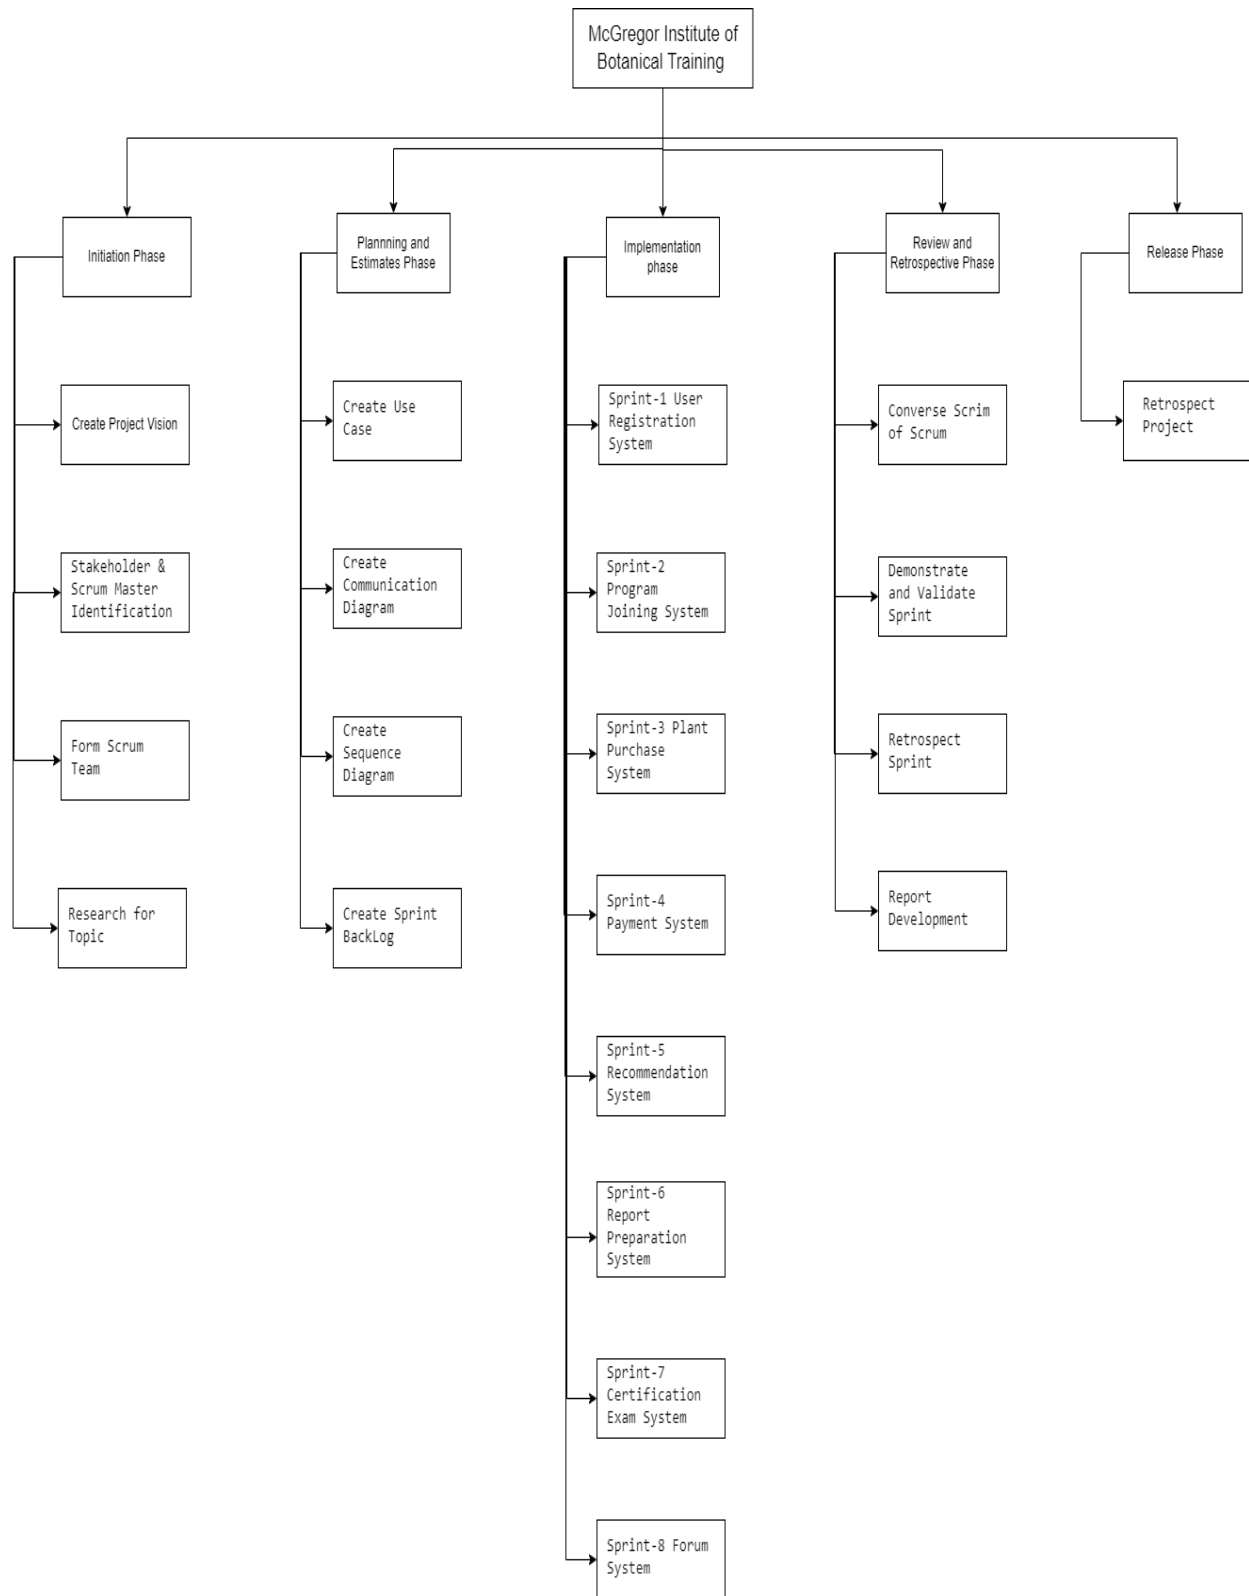 McGregor Institute of
Botanical Training
Initiation Phase
Plannning and
Estimates Phase
Implementation
phase
Review and
Retrospective Phase
Release Phase
Create Project Vision
Stakeholder &
Scrum Master
Identification
Form Scrum
Team
Research for
Topic
Create Use
Case
Create
Communication
Diagram
Create
Sequence
Diagram
Create Sprint
BackLog
Sprint-1 User
Registration
System
Sprint-2
Program
Joining System
Sprint-3 Plant
Purchase
System
Sprint-4
Payment System
Sprint-5
Recommendation
System
Sprint-6
Report
Preparation
System
Sprint-7
Certification
Exam System
Sprint-8 Forum
System
Converse Scrim
of Scrum
Demonstrate
and Validate
Sprint
Retrospect
Sprint
Report
Development
Retrospect
Project